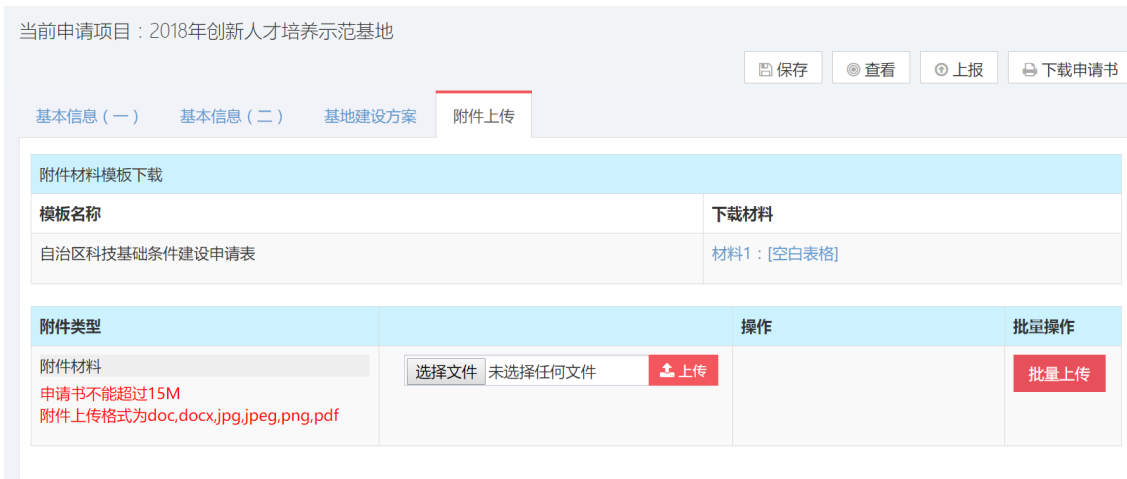 当前申请项目：2018年创新人才培养示范基地
保存 查看 上报 下载申请书
基本信息（一） 基本信息（二） 基地建设方案 附件上传
附件材料模板下载
模板名称 下载材料
自治区科技基础条件建设申请表 材料1：[空白表格]
附件类型 操作 批量操作
附件材料 选择文件 未选择任何文件 上传 批量上传
申请书不能超过15M
附件上传格式为doc,docx,jpg,jpeg,png,pdf